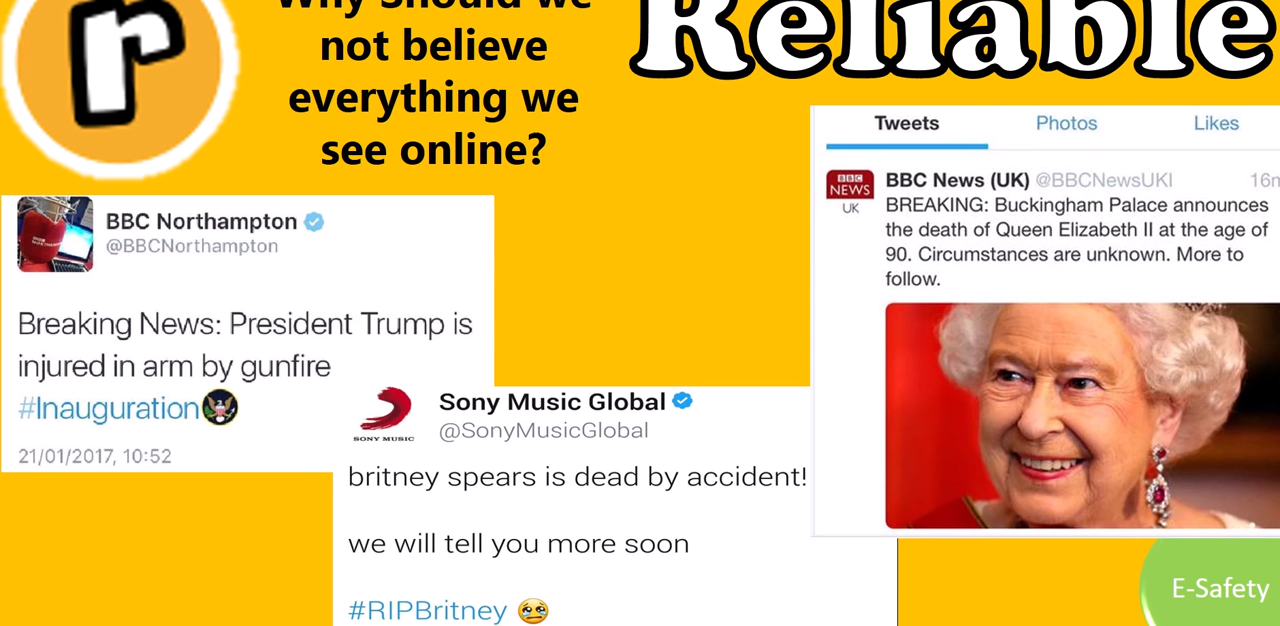 r
Why Should we
not believe
everything we
see online?
Reliable
BBC Northampton
@BBCNorthampton
Breaking News: President Trump is
injured in arm by gunfire
#Inauguration
21/01/2017, 10:52
SONY MUSIC
Sony Music Global
@SonyMusicGlobal
britney spears is dead by accident!
we will tell you more soon
#RIPBritney 😢
Tweets Photos Likes
BBC
NEWS
UK
BBC News (UK) @BBCNewsUKI 16m
BREAKING: Buckingham Palace announces
the death of Queen Elizabeth II at the age of
90. Circumstances are unknown. More to
follow.
E-Safety